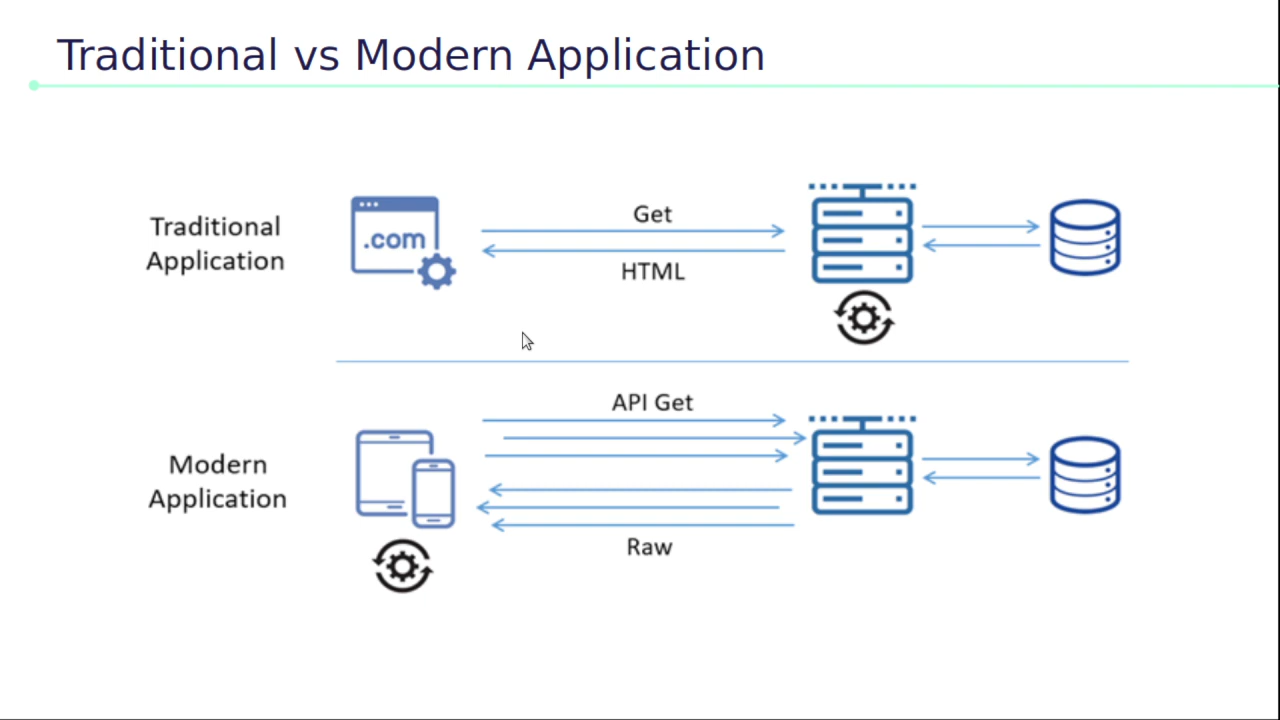 Traditional vs Modern Application
Traditional
Application
.com
Get
HTML
API Get
Modern
Application
Raw